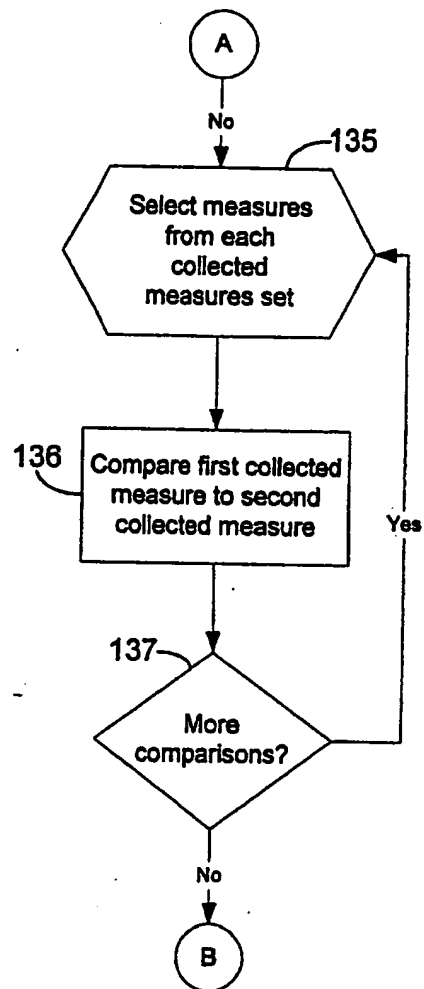 A
No
135
Select measures
from each
collected
measures set
136
Compare first collected
measure to second
collected measure
Yes
137
More
comparisons?
No
B